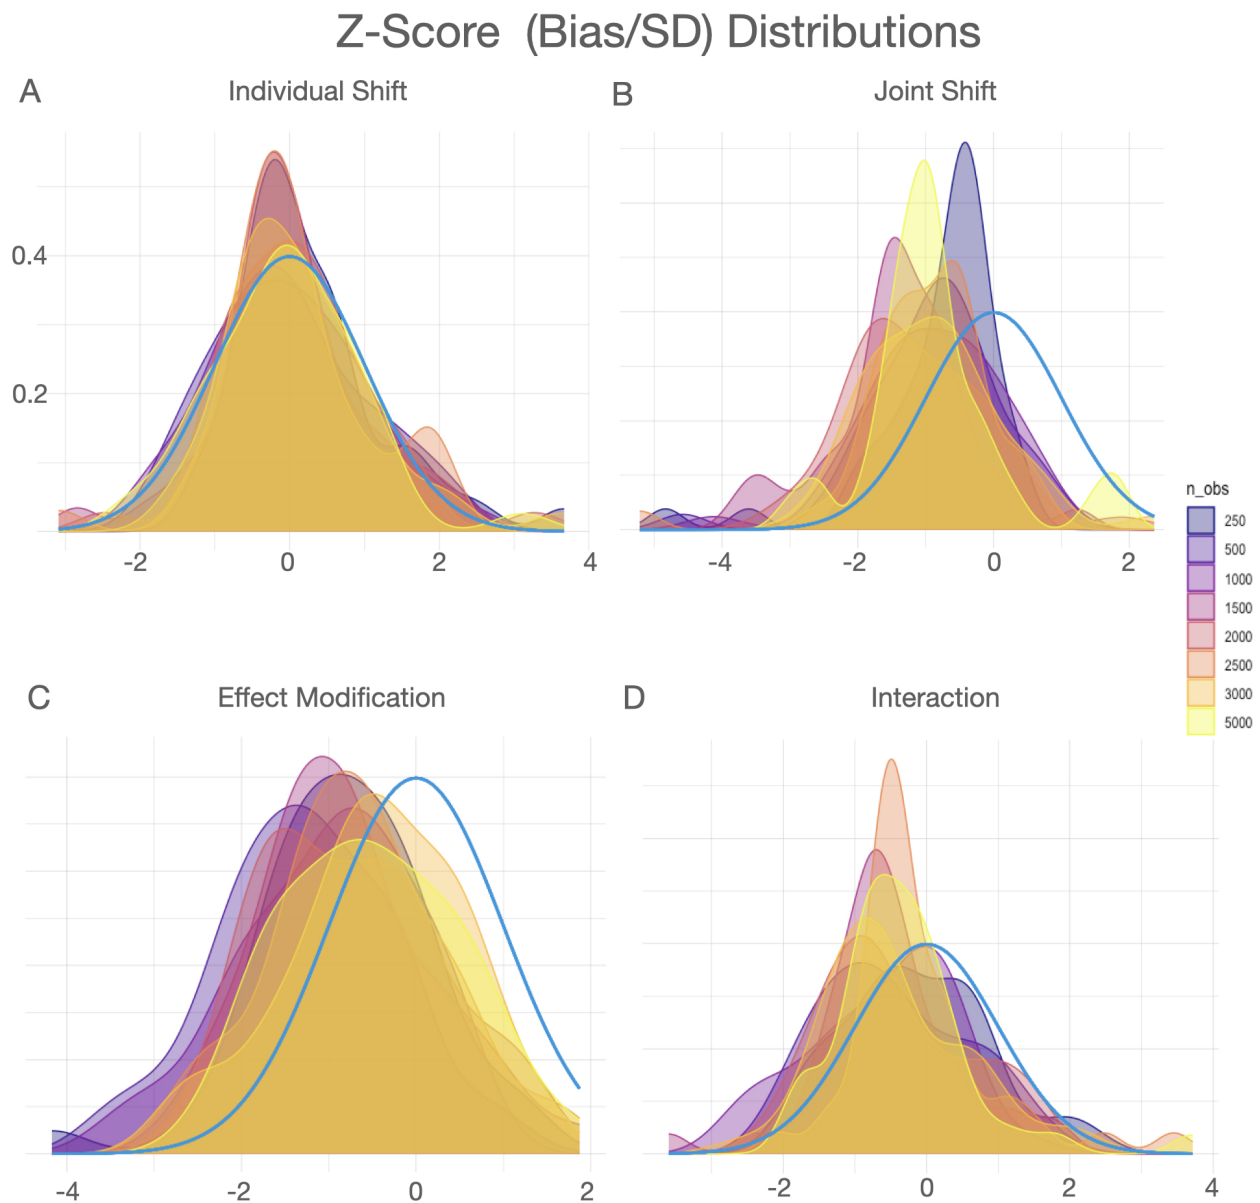 Z-Score (Bias/SD) Distributions
A
Individual Shift
B
Joint Shift
0.4
0.2
-2
0
2
4
-4
-2
0
2
n_obs
250
500
1000
1500
2000
2500
3000
5000
C
Effect Modification
D
Interaction
-4
-2
0
2
-2
0
2
4